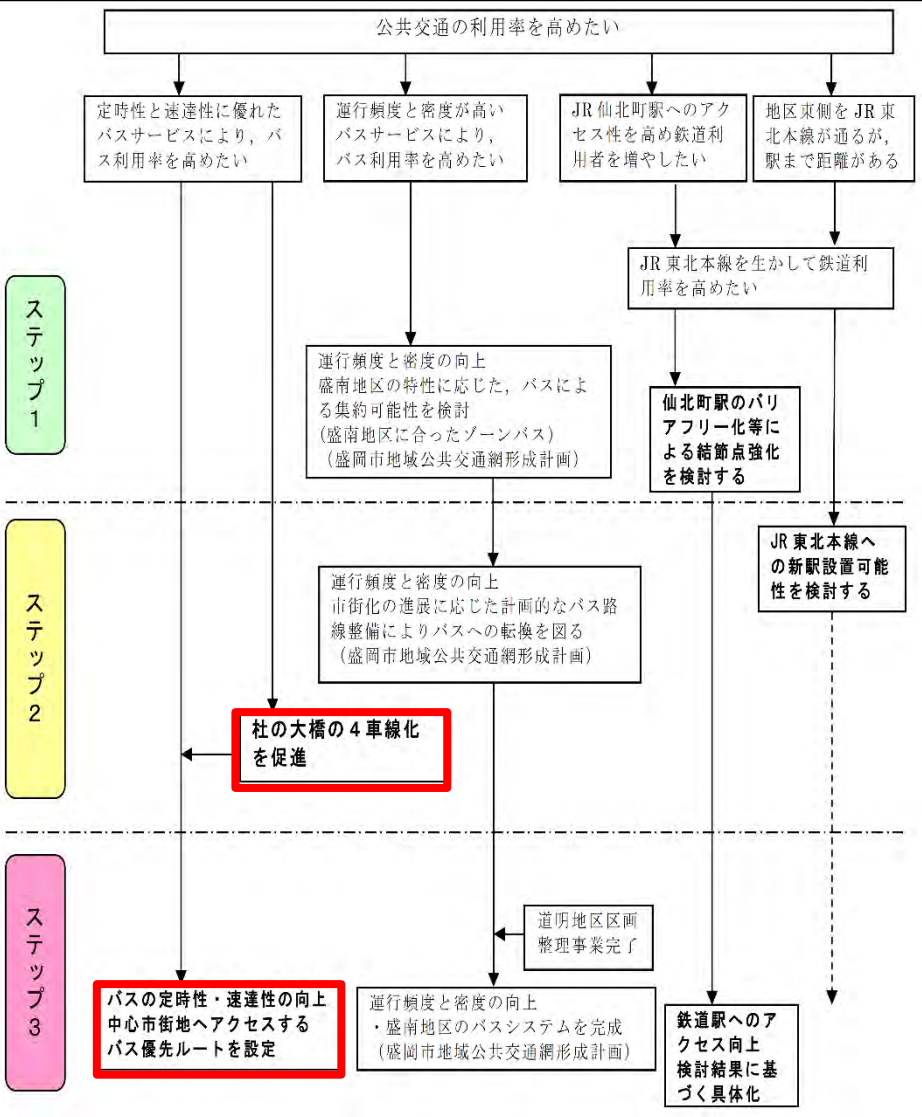 公共交通の利用率を高めたい
定時性と速達性に優れた
バスサービスにより，バ
ス利用率を高めたい
運行頻度と密度が高い
バスサービスにより，
バス利用率を高めたい
JR 仙北町駅へのアク
セス性を高め鉄道利
用者を増やしたい
地区東側を JR 東
北本線が通るが，
駅まで距離がある
JR 東北本線を生かして鉄道利
用率を高めたい
ステップ１
運行頻度と密度の向上
盛南地区の特性に応じた，バスによ
る集約可能性を検討
(盛南地区に合ったゾーンバス)
（盛岡市地域公共交通網形成計画）
仙北町駅のバリ
アフリー化等に
よる結節点強化
を検討する
ステップ２
JR 東北本線へ
の新駅設置可能
性を検討する
運行頻度と密度の向上
市街化の進展に応じた計画的なバス路
線整備によりバスへの転換を図る
（盛岡市地域公共交通網形成計画）
杜の大橋の４車線化
を促進
ステップ３
道明地区区画
整理事業完了
バスの定時性・速達性の向上
中心市街地へアクセスする
バス優先ルートを設定
運行頻度と密度の向上
・盛南地区のバスシステムを完成
（盛岡市地域公共交通網形成計画）
鉄道駅へのア
クセス向上
検討結果に基
づく具体化